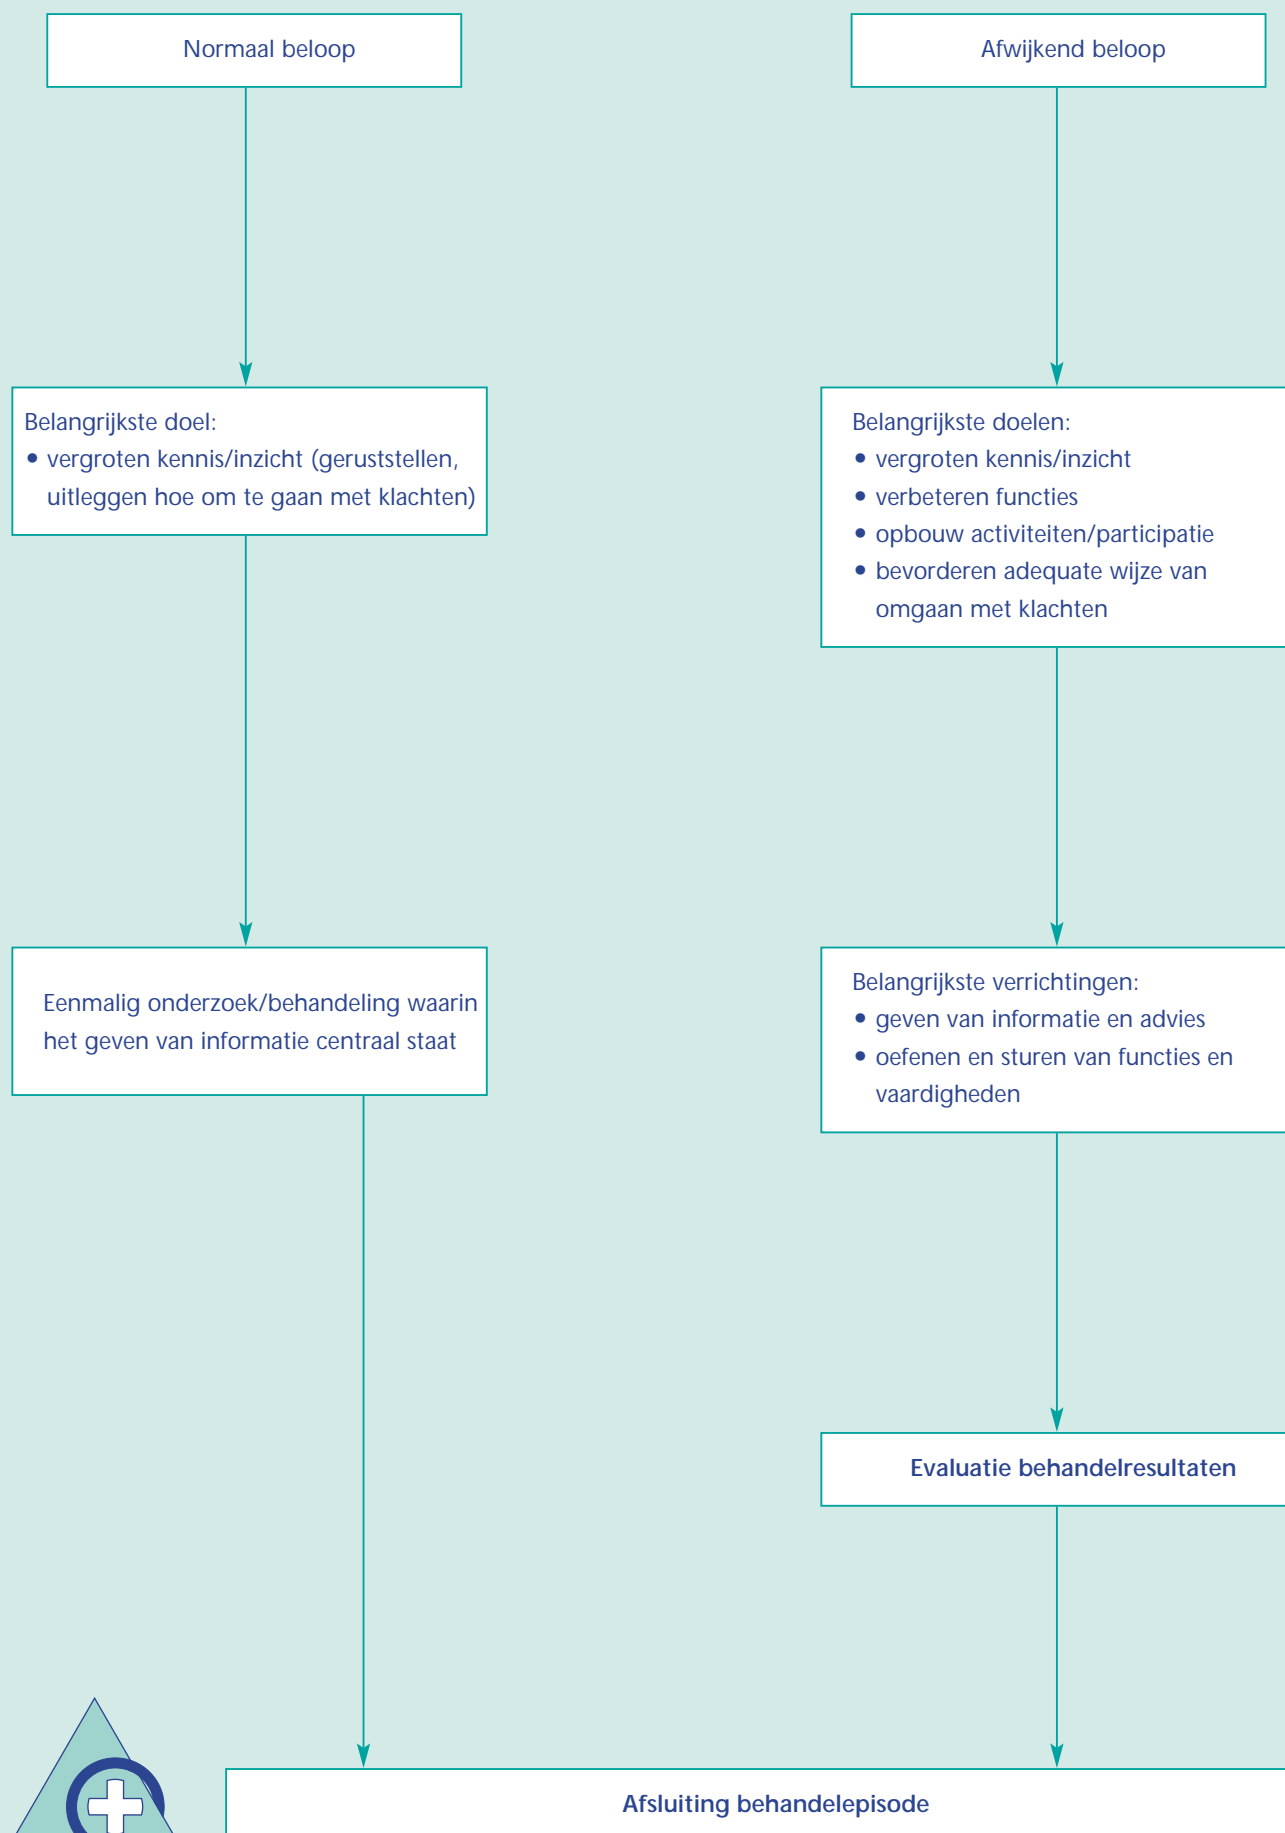 Normaal beloop
Afwijkend beloop
Belangrijkste doel:
• vergroten kennis/inzicht (geruststellen,
uitleggen hoe om te gaan met klachten)
Belangrijkste doelen:
• vergroten kennis/inzicht
• verbeteren functies
• opbouw activiteiten/participatie
• bevorderen adequate wijze van
omgaan met klachten
Eenmalig onderzoek/behandeling waarin
het geven van informatie centraal staat
Belangrijkste verrichtingen:
• geven van informatie en advies
• oefenen en sturen van functies en
vaardigheden
Evaluatie behandelresultaten
Afsluiting behandelepisode